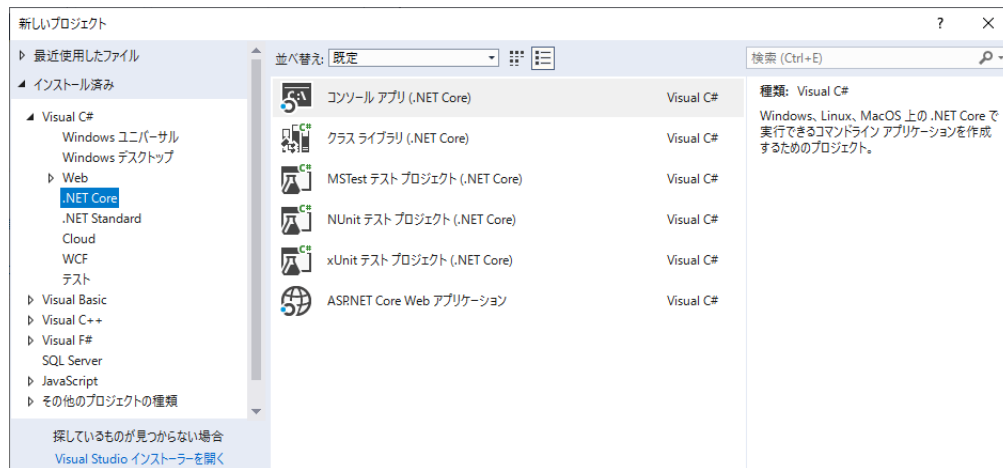 新しいプロジェクト
?
最近使用したファイル
インストール済み
Visual C#
Windows ユニバーサル
Windows デスクトップ
Web
.NET Core
.NET Standard
Cloud
WCF
テスト
Visual Basic
Visual C++
Visual F#
SQL Server
JavaScript
その他のプロジェクトの種類
探しているものが見つからない場合
Visual Studio インストーラーを開く
並べ替え: 既定
コンソール アプリ (.NET Core) Visual C#
C# クラス ライブラリ (.NET Core) Visual C#
C# MSTest テスト プロジェクト (.NET Core) Visual C#
C# NUnit テスト プロジェクト (.NET Core) Visual C#
C# xUnit テスト プロジェクト (.NET Core) Visual C#
ASP.NET Core Web アプリケーション Visual C#
検索 (Ctrl+E)
種類: Visual C#
Windows、Linux、MacOS 上の .NET Core で
実行できるコマンドライン アプリケーションを作成
するためのプロジェクト。